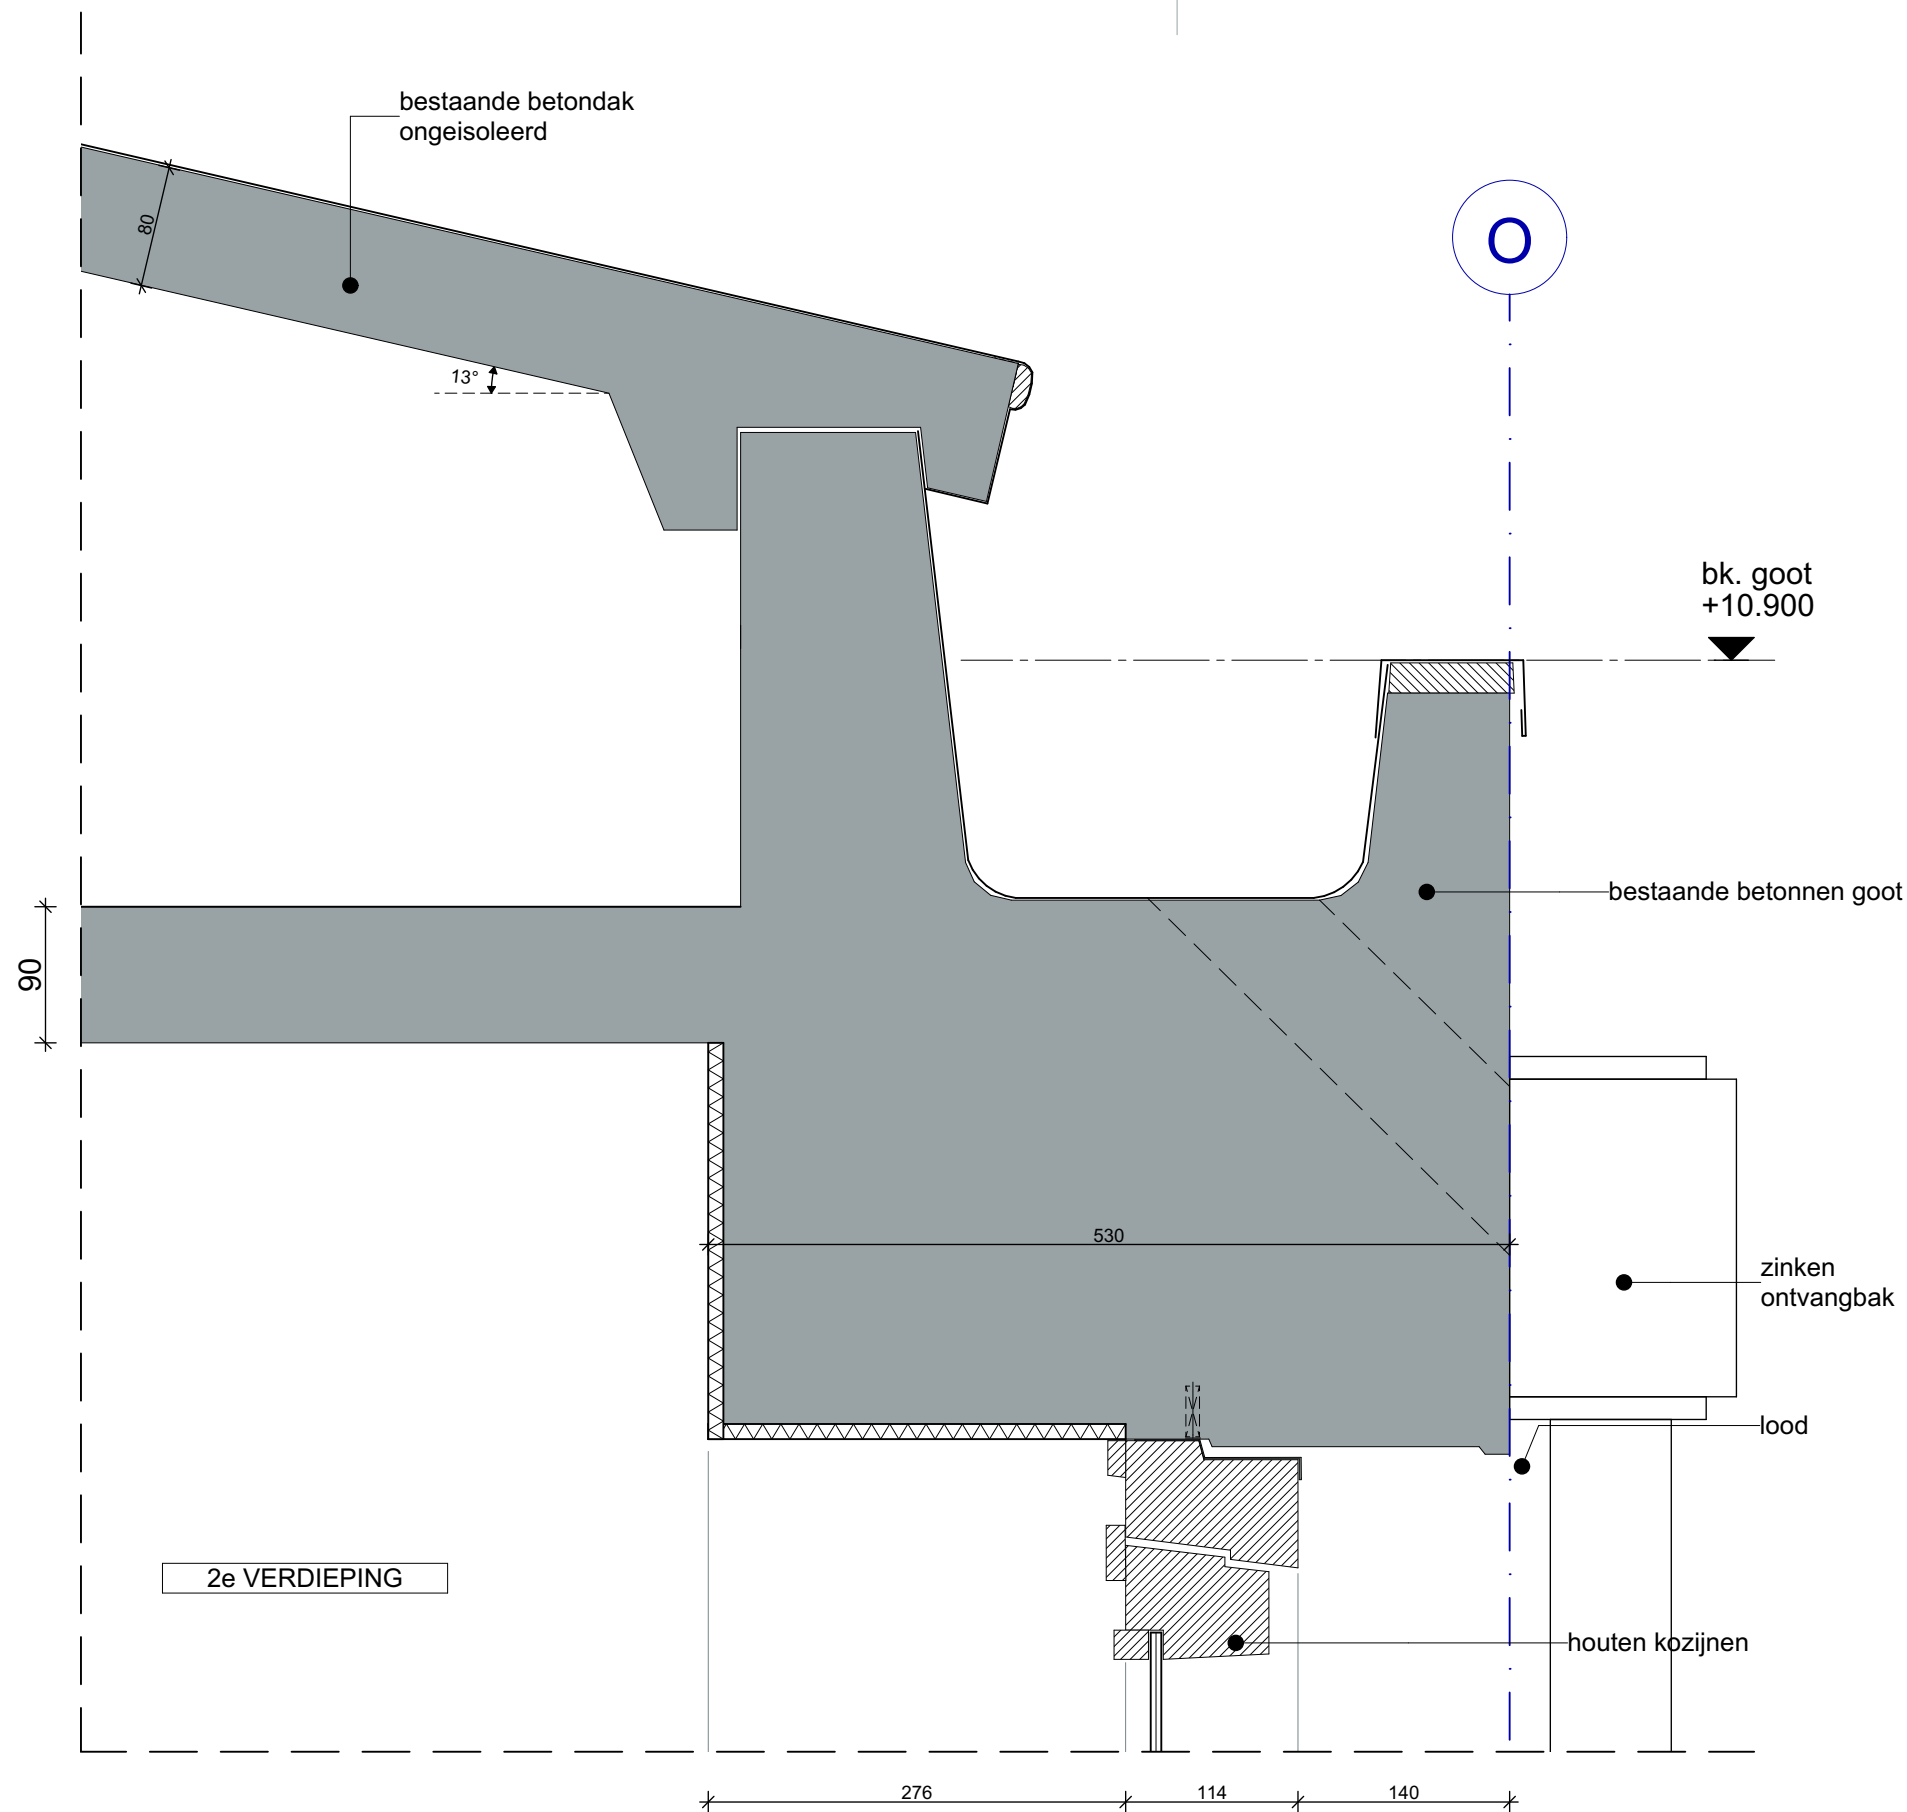 bestaande betondak
ongeisoleerd
80
O
13°
bk. goot
+10.900
bestaande betonnen goot
90
530
zinken
ontvangbak
lood
2e VERDIEPING
houten kozijnen
276
114
140